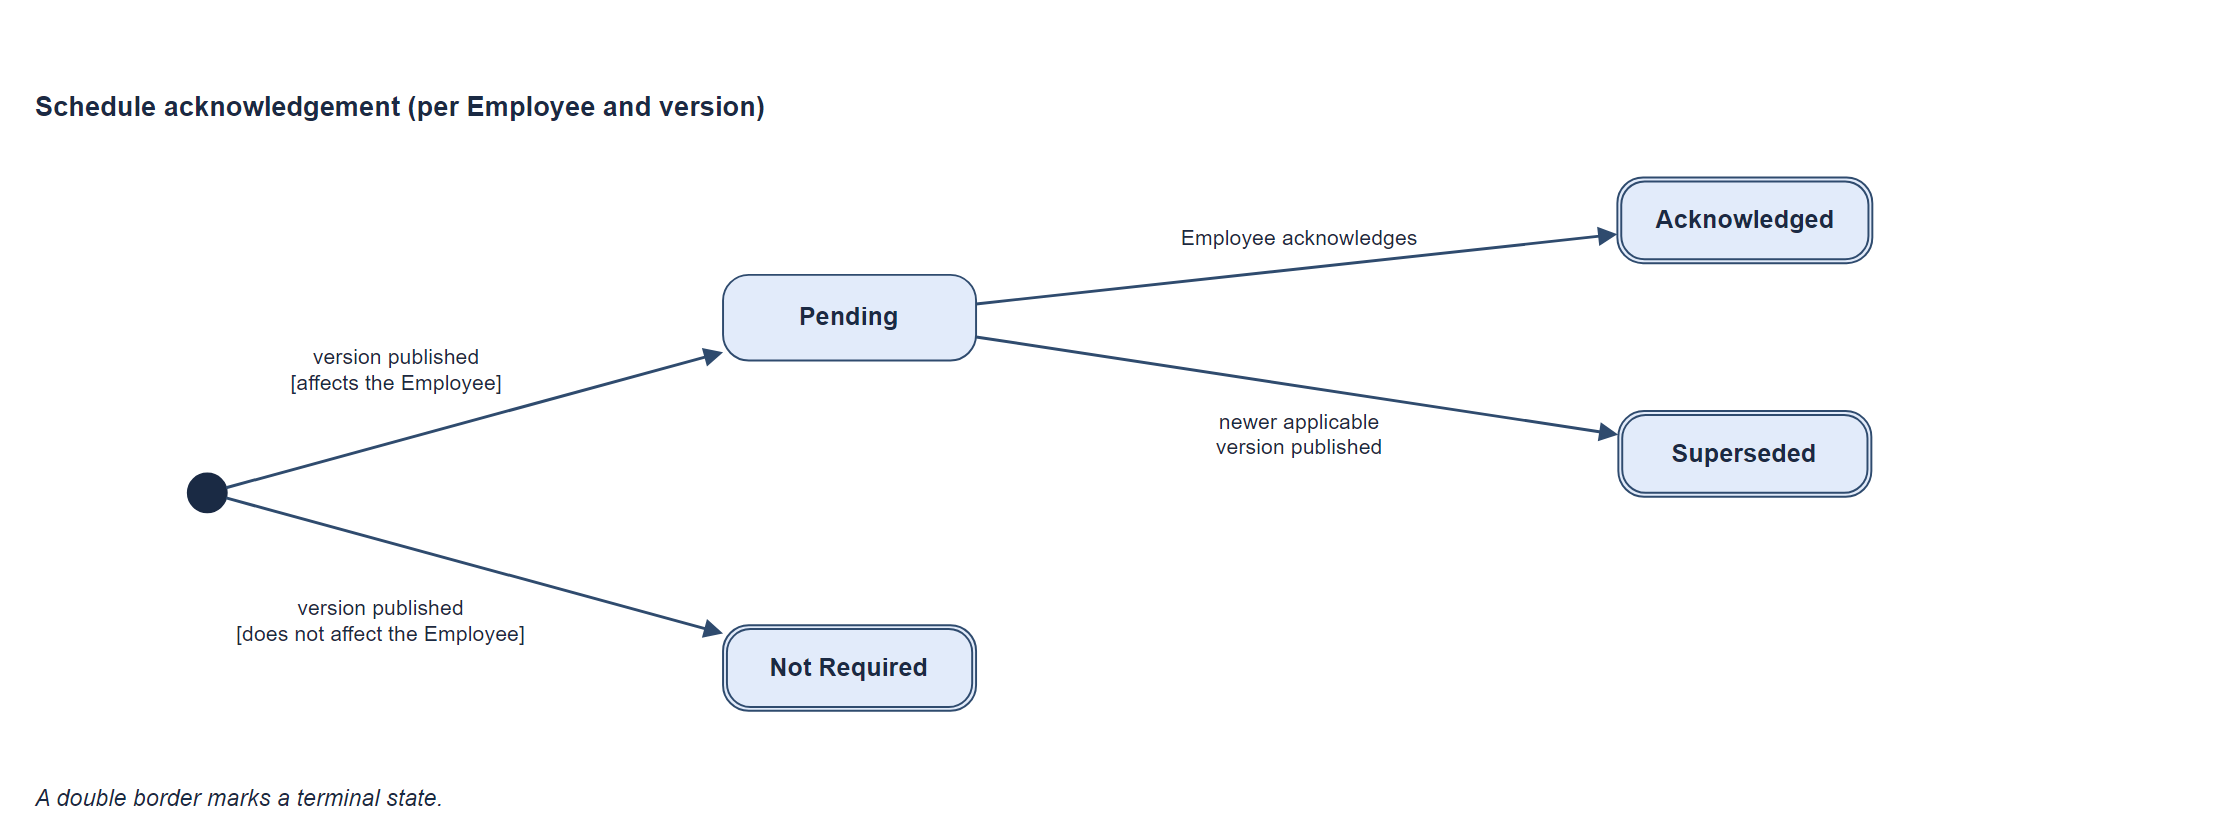 Schedule acknowledgement (per Employee and version)
Acknowledged
Employee acknowledges
Pending
version published
[affects the Employee]
newer applicable
version published
Superseded
version published
[does not affect the Employee]
Not Required
A double border marks a terminal state.